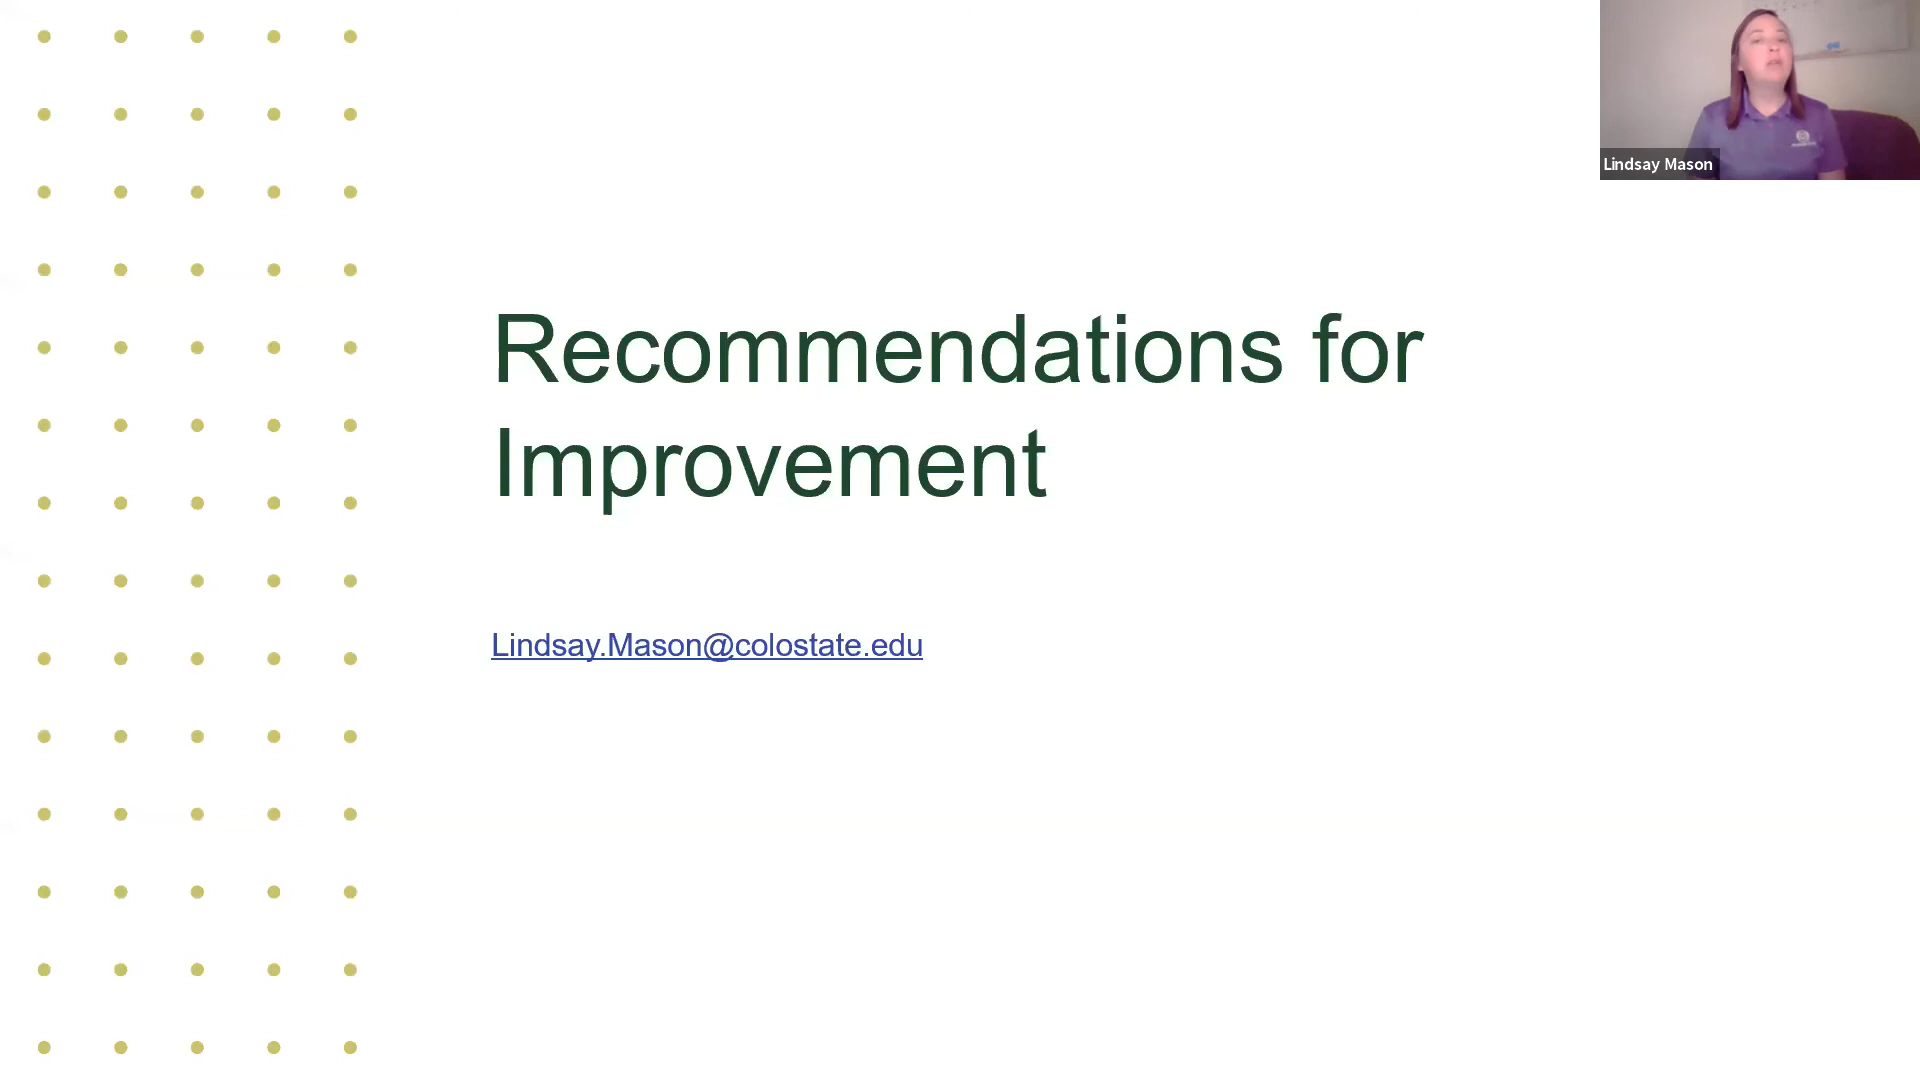 Recommendations for
Improvement
Lindsay.Mason@colostate.edu
Lindsay Mason